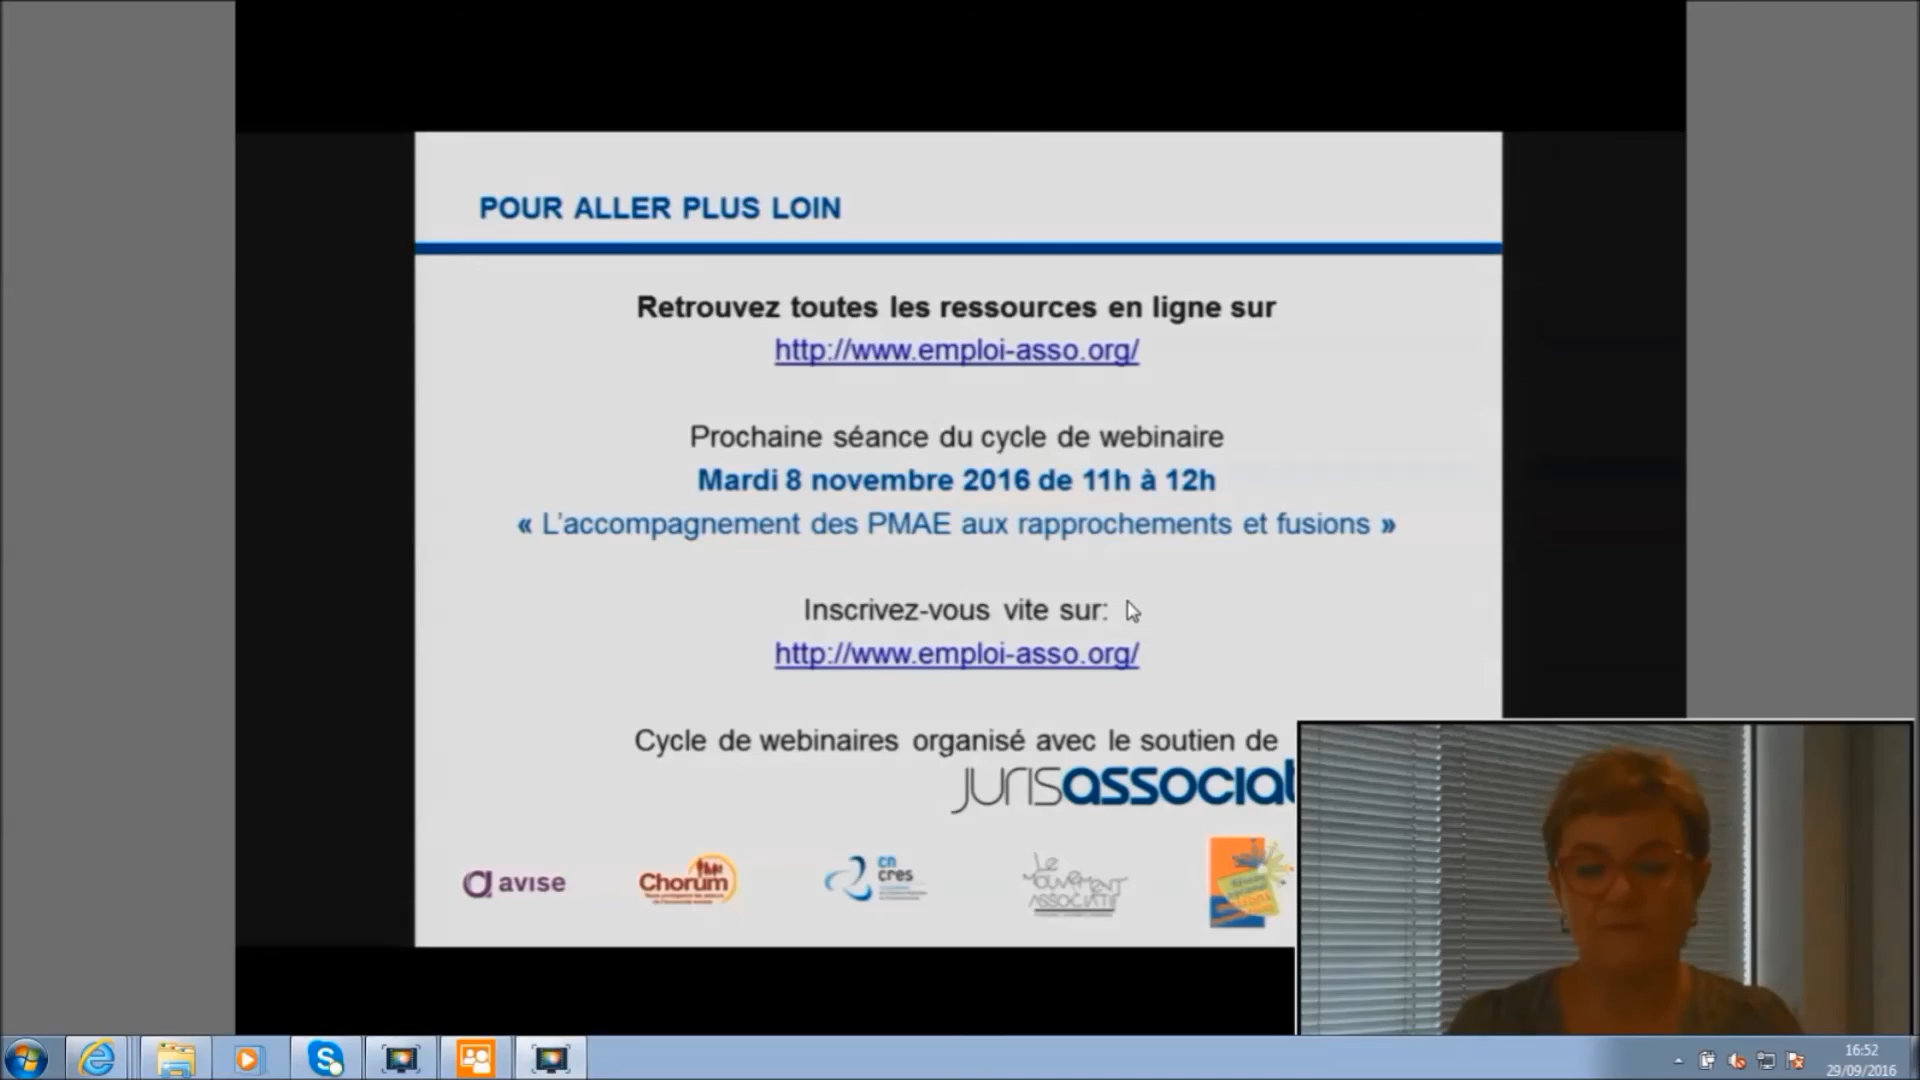 POUR ALLER PLUS LOIN
Retrouvez toutes les ressources en ligne sur
http://www.emploi-asso.org/
Prochaine séance du cycle de webinaire
Mardi 8 novembre 2016 de 11h à 12h
« L'accompagnement des PMAE aux rapprochements et fusions »
Inscrivez-vous vite sur:
http://www.emploi-asso.org/
Cycle de webinaires organisé avec le soutien de
jurisassociat
avise
Chorum
cn
cres
Le
MOUVEMENT
ASSOCIATIF
16:52
29/09/2016